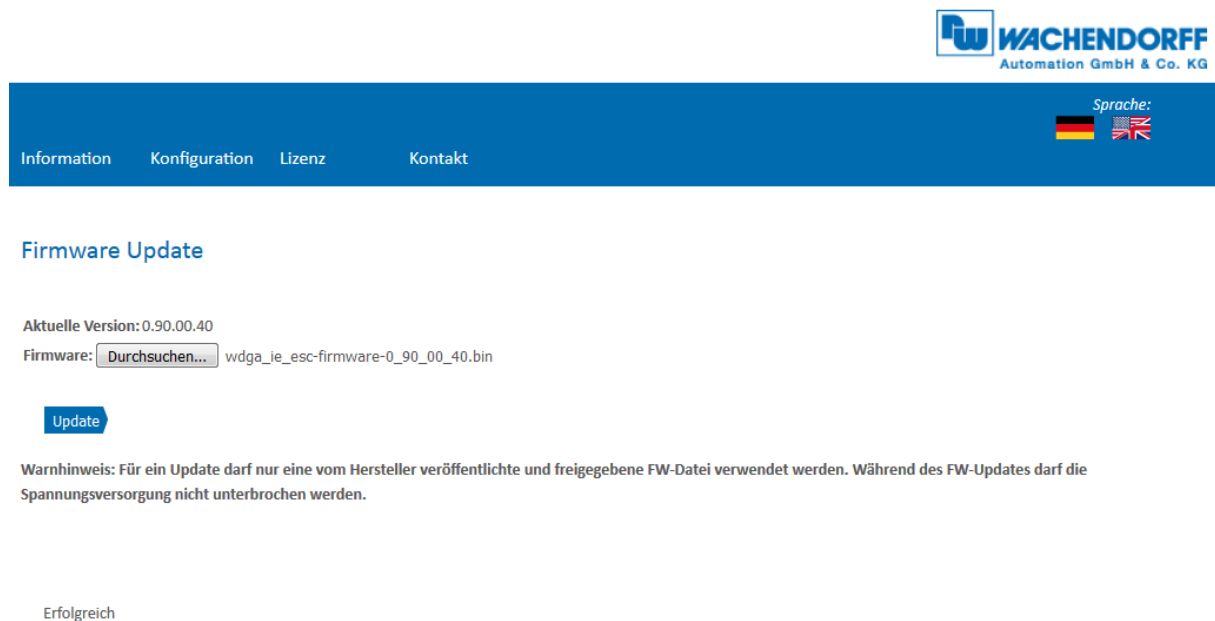 WACHENDORFF
Automation GmbH & Co. KG
Sprache:
Information Konfiguration Lizenz Kontakt
Firmware Update
Aktuelle Version: 0.90.00.40
Firmware: Durchsuchen... wdga_ie_esc-firmware-0_90_00_40.bin
Update
Warnhinweis: Für ein Update darf nur eine vom Hersteller veröffentlichte und freigegebene FW-Datei verwendet werden. Während des FW-Updates darf die
Spannungsversorgung nicht unterbrochen werden.
Erfolgreich